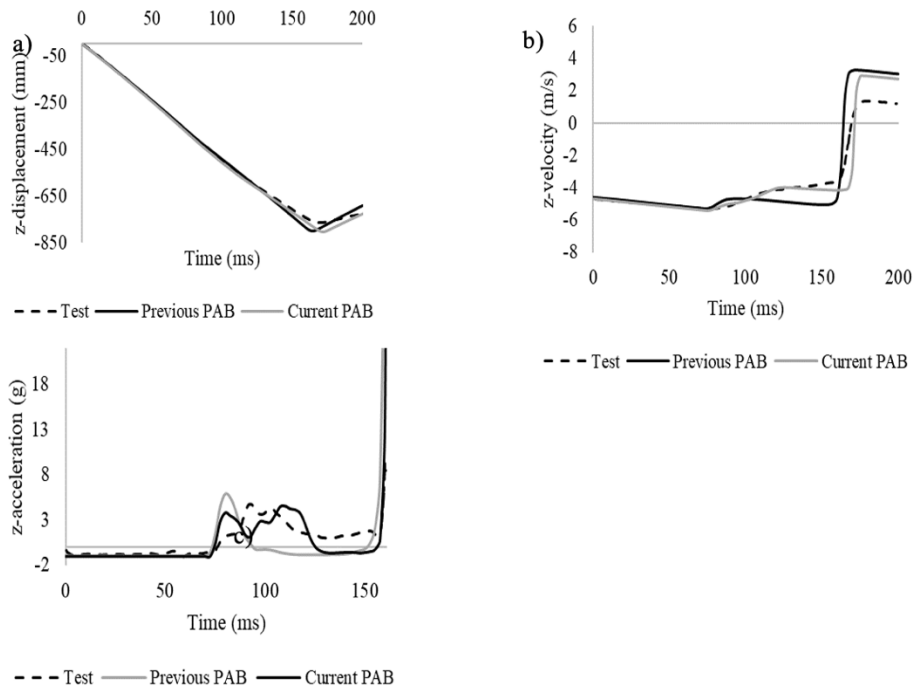 a)
0 50 100 150 200
-50
-250
-450
-650
-850
z-displacement (mm)
Time (ms)
Test Previous PAB Current PAB
b)
6
4
2
0
-2
-4
-6
-8
z-velocity (m/s)
0 50 100 150 200
Time (ms)
Test Previous PAB Current PAB
18
13
8
3
-2
z-acceleration (g)
c)
0 50 100 150
Time (ms)
Test Previous PAB Current PAB